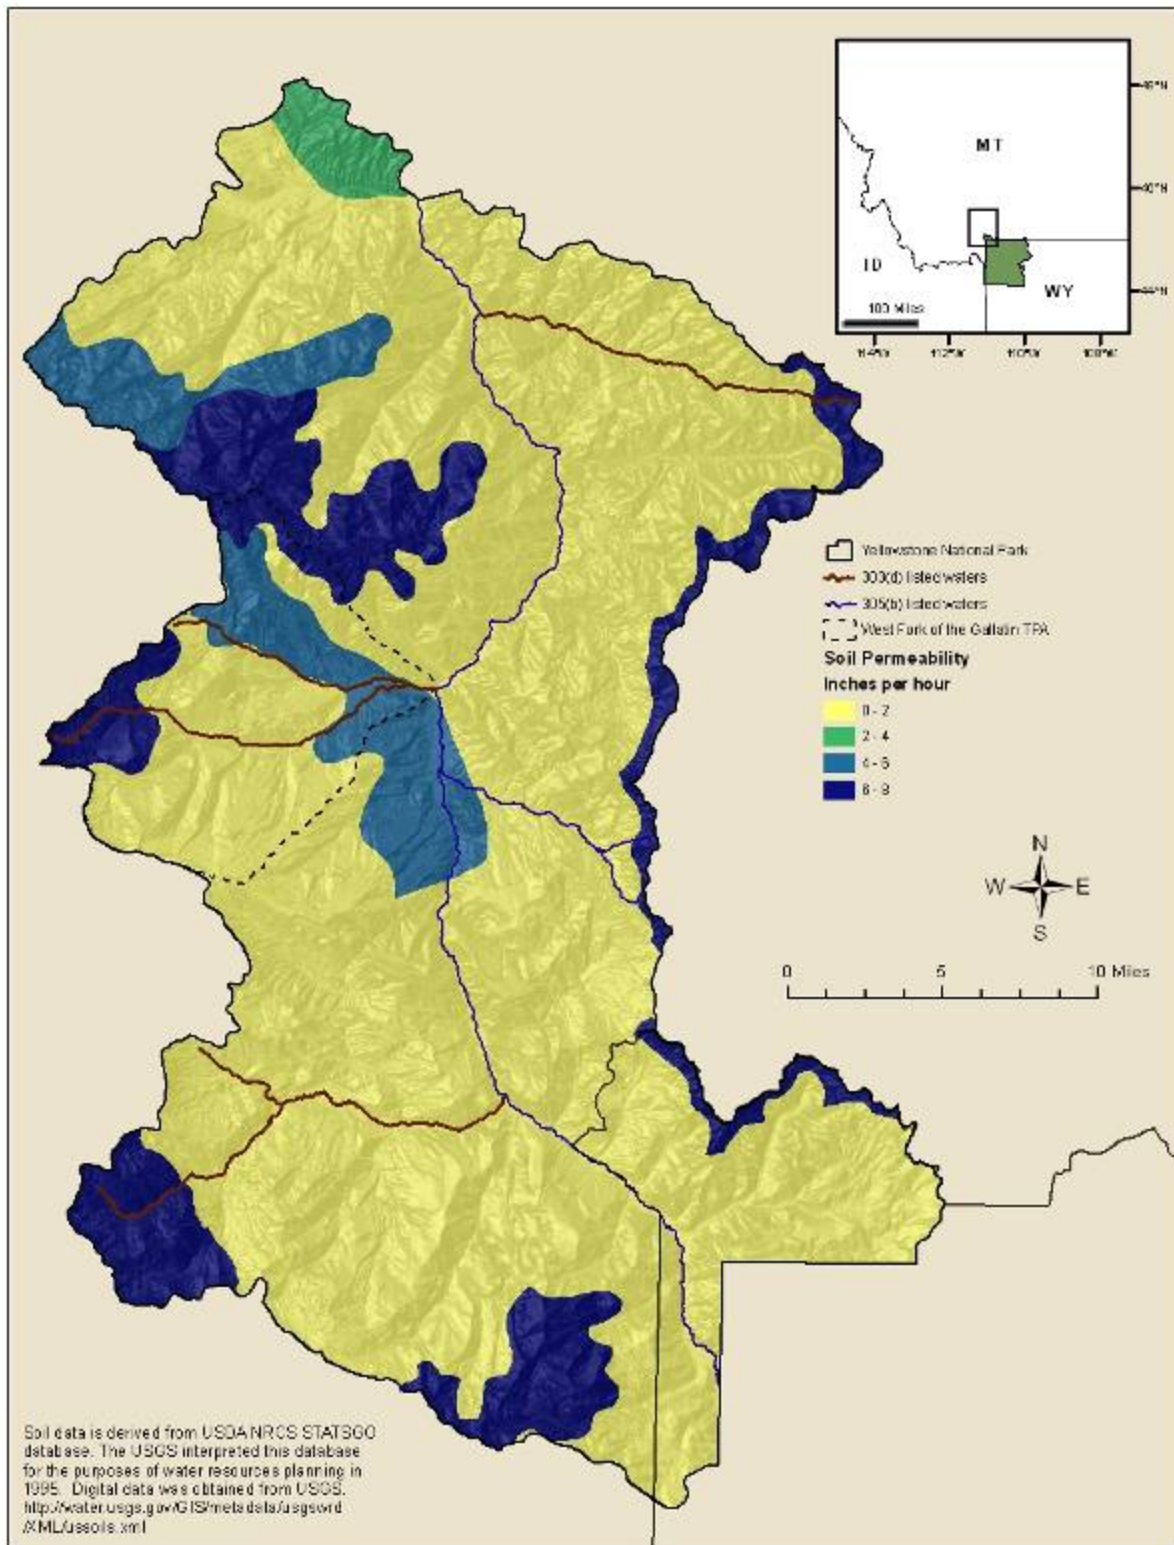 MT
ID
WY
100 Miles
Yellowstone National Park
303(d) listed waters
305(b) listed waters
West Fork of the Gallatin TPA
Soil Permeability
Inches per hour
0 - 2
2 - 4
4 - 6
6 - 8
N
W E
S
0 5 10 Miles
Soil data is derived from USDA NRCS STATSGO
database. The USGS interpreted this database
for the purposes of water resources planning in
1995. Digital data was obtained from USGS.
http://water.usgs.gov/GIS/metadata/usgswrd
/XML/ussoils.xml